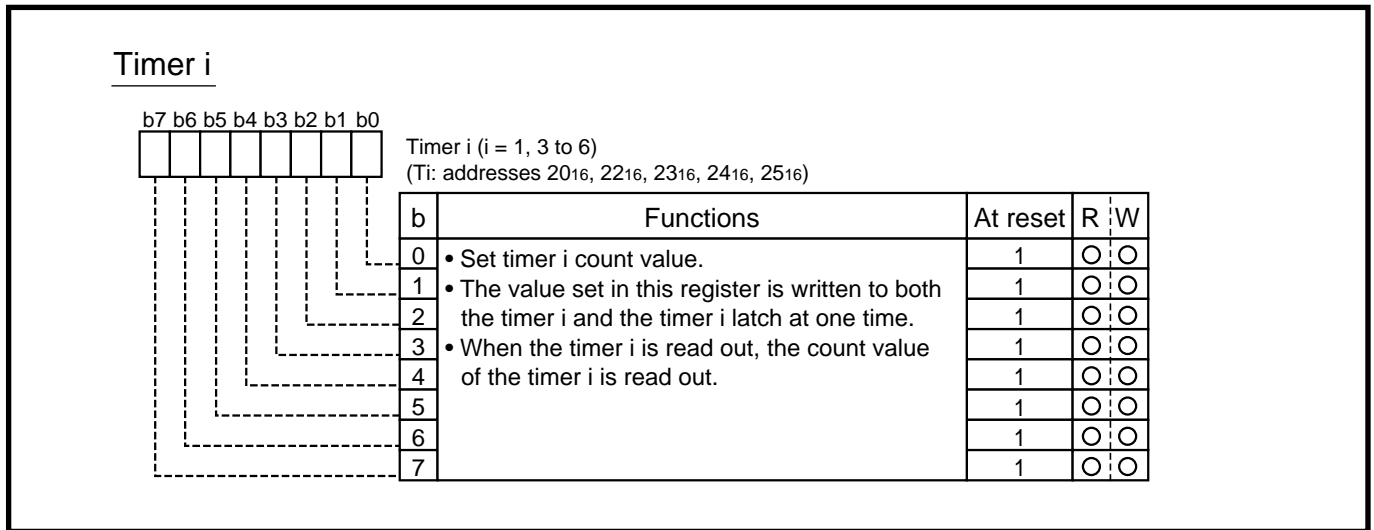 Timer i
b7 b6 b5 b4 b3 b2 b1 b0
Timer i (i = 1, 3 to 6)
(Ti: addresses 2016, 2216, 2316, 2416, 2516)
b Functions At reset R W
0 • Set timer i count value. 1 O O
1 • The value set in this register is written to both 1 O O
2 the timer i and the timer i latch at one time. 1 O O
3 • When the timer i is read out, the count value 1 O O
4 of the timer i is read out. 1 O O
5 1 O O
6 1 O O
7 1 O O